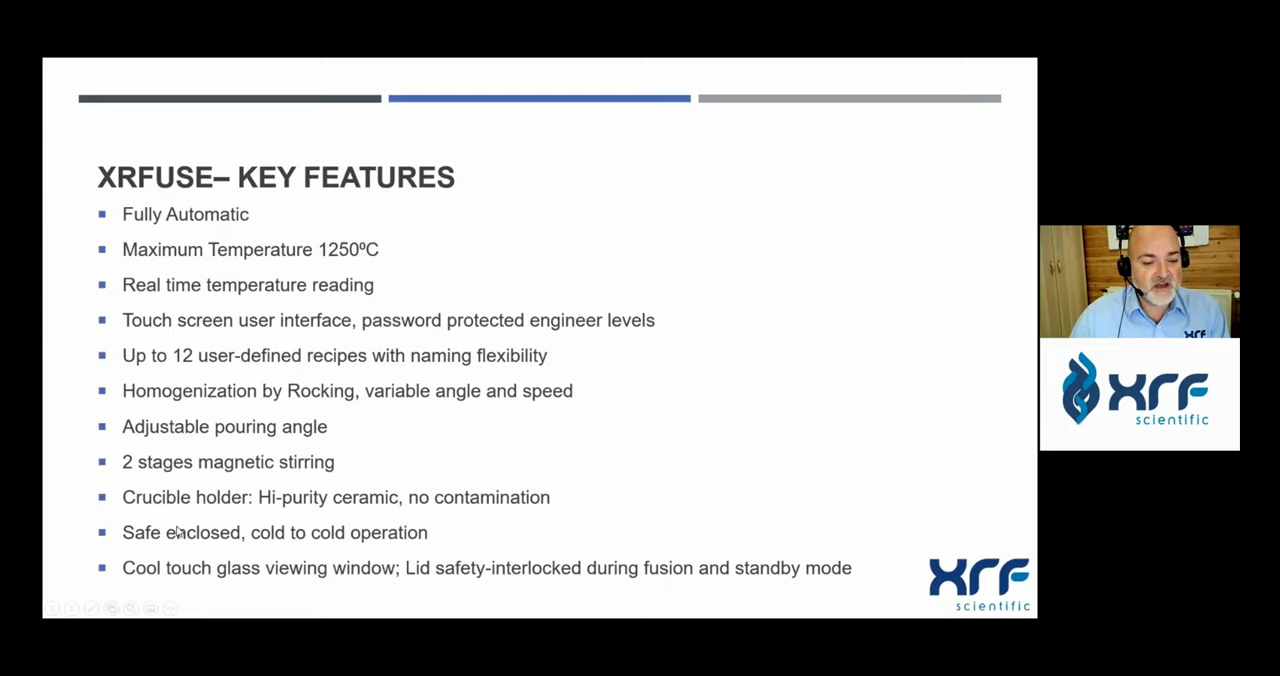 XRFUSE– KEY FEATURES
Fully Automatic
Maximum Temperature 1250ºC
Real time temperature reading
Touch screen user interface, password protected engineer levels
Up to 12 user-defined recipes with naming flexibility
Homogenization by Rocking, variable angle and speed
Adjustable pouring angle
2 stages magnetic stirring
Crucible holder: Hi-purity ceramic, no contamination
Safe enclosed, cold to cold operation
Cool touch glass viewing window; Lid safety-interlocked during fusion and standby mode
xrf
scientific
xrf
xrf
scientific